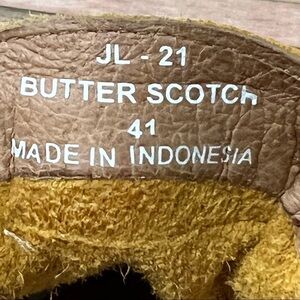 JL - 21
BUTTER SCOTCH
41
MADE IN INDONESIA